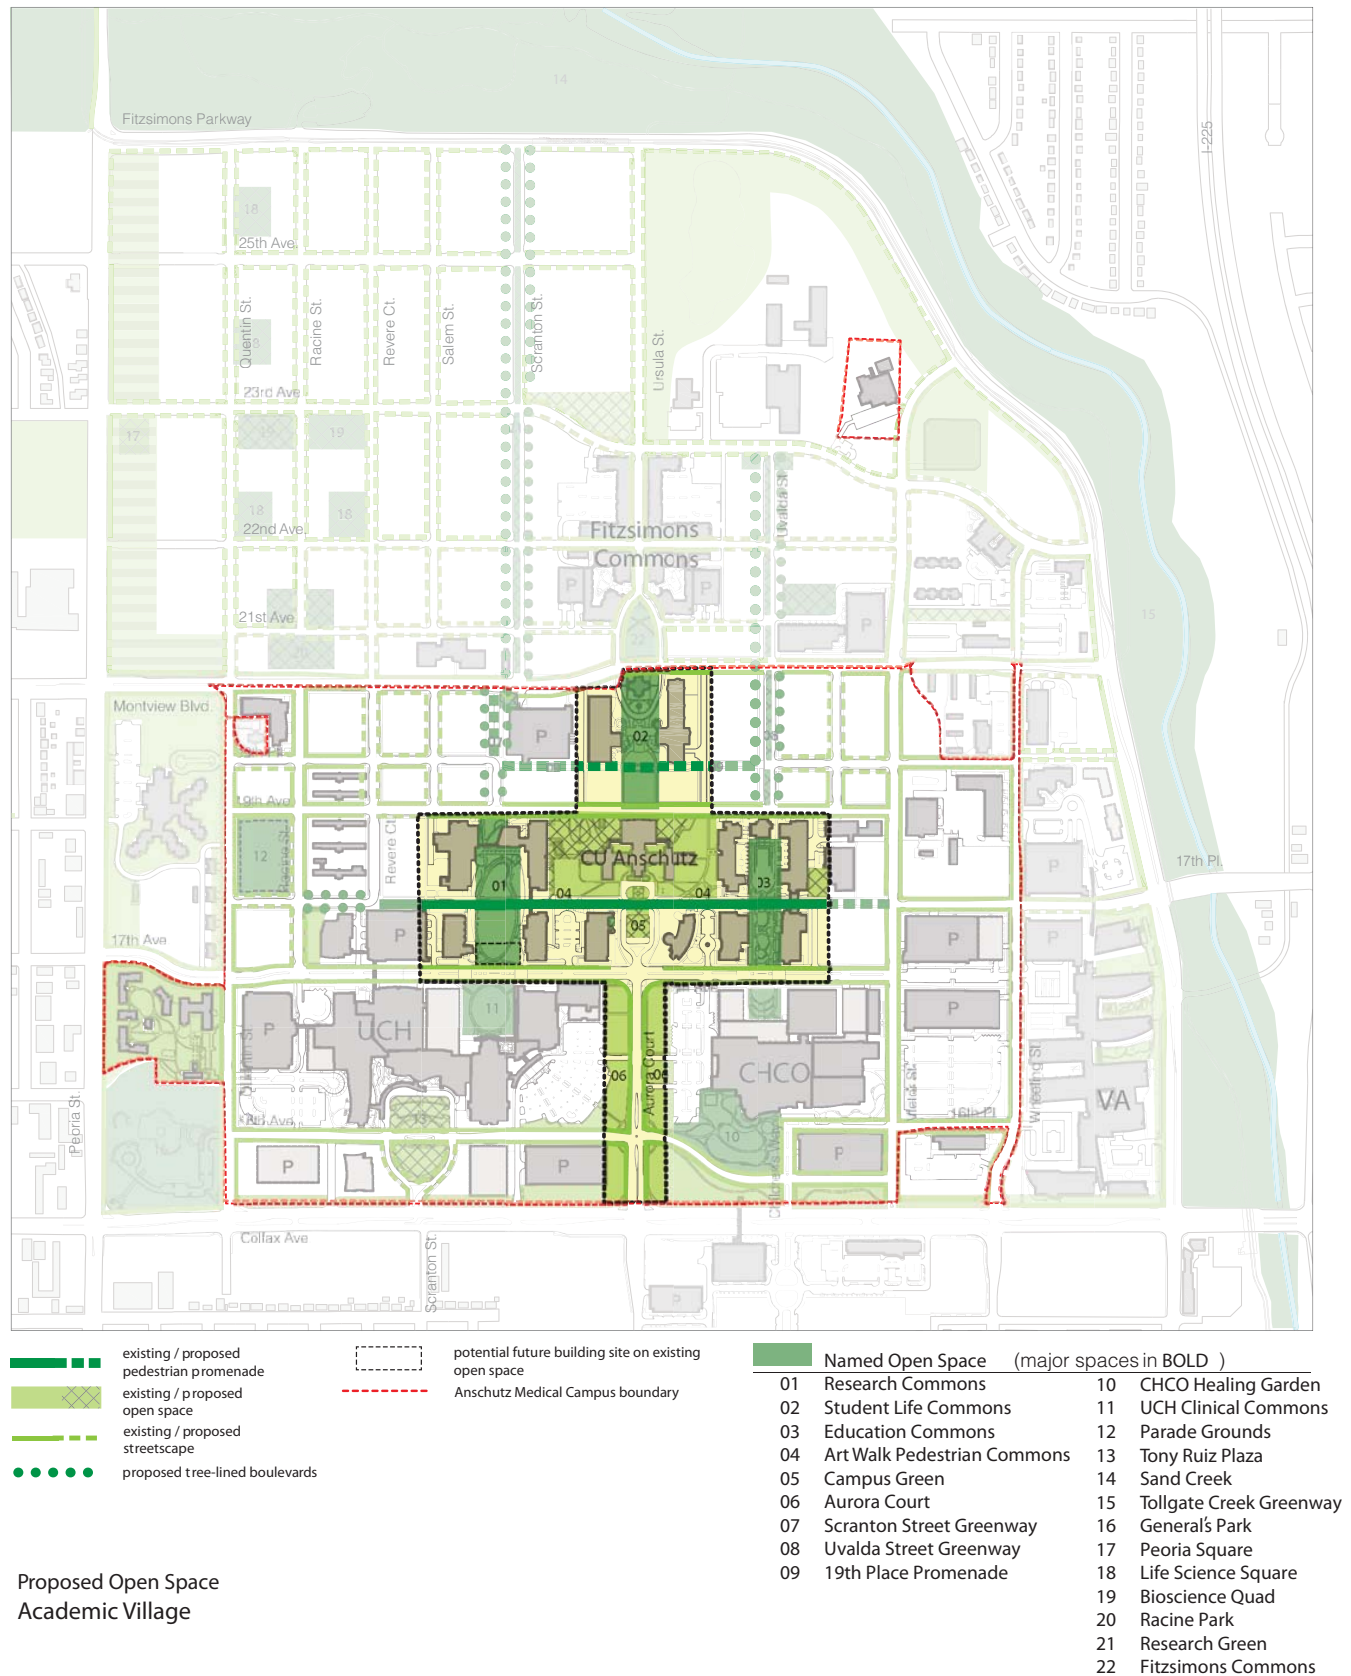 14
Fitzsimons Parkway
I-225
18
25th Ave.
Quentin St.
Racine St.
Revere Ct.
Salem St.
Scranton St.
Ursula St.
18
23rd Ave
17
19
19
18
22nd Ave.
18
Uvalda St.
Fitzsimons
Commons
P
P
21st Ave.
22
P
15
Montview Blvd.
P
02
19th Ave
12
Revere Ct.
CU Anschutz
01
04
04
03
05
17th Pl.
17th Ave
P
P
P
P
11
UCH
P
CHCO
P
06
Aurora Court
Wheeling St.
VA
Peoria St.
16th Pl
10
P
P
P
Children's Way
Colfax Ave
Scranton St.
P
existing / proposed
pedestrian promenade
existing / proposed
open space
existing / proposed
streetscape
proposed tree-lined boulevards
potential future building site on existing
open space
Anschutz Medical Campus boundary
Named Open Space (major spaces in BOLD )
01 Research Commons
02 Student Life Commons
03 Education Commons
04 Art Walk Pedestrian Commons
05 Campus Green
06 Aurora Court
07 Scranton Street Greenway
08 Uvalda Street Greenway
09 19th Place Promenade
10 CHCO Healing Garden
11 UCH Clinical Commons
12 Parade Grounds
13 Tony Ruiz Plaza
14 Sand Creek
15 Tollgate Creek Greenway
16 General's Park
17 Peoria Square
18 Life Science Square
19 Bioscience Quad
20 Racine Park
21 Research Green
22 Fitzsimons Commons
Proposed Open Space
Academic Village